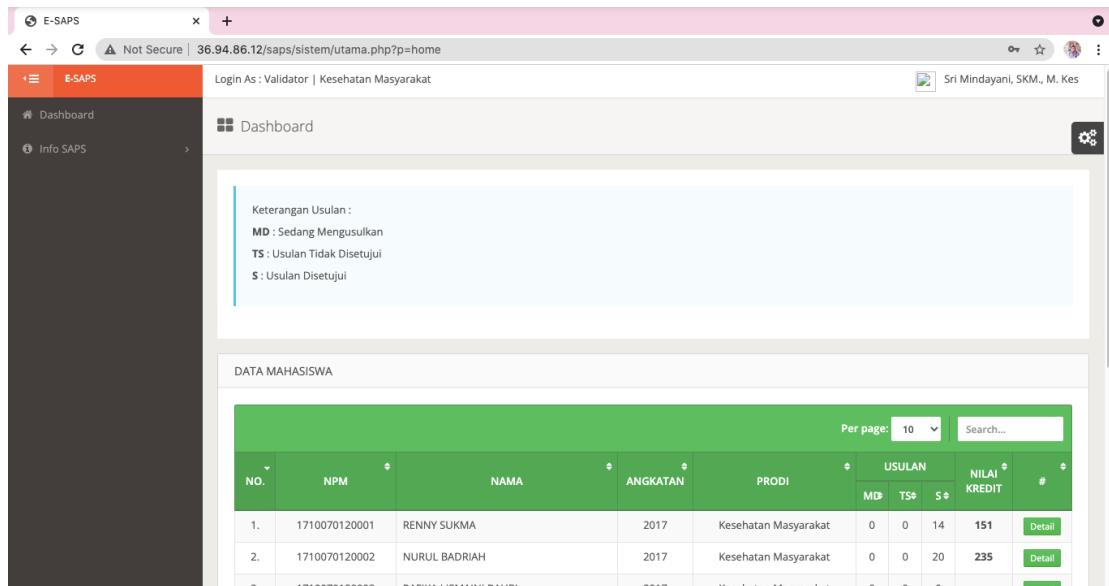 E-SAPS
Not Secure | 36.94.86.12/saps/sistem/utama.php?p=home
E-SAPS
Login As : Validator | Kesehatan Masyarakat
Sri Mindayani, SKM., M. Kes
Dashboard
Info SAPS
Dashboard
Keterangan Usulan :
MD : Sedang Mengusulkan
TS : Usulan Tidak Disetujui
S : Usulan Disetujui
DATA MAHASISWA
Per page: 10 Search...
NO. NPM NAMA ANGKATAN PRODI USULAN NILAI KREDIT #
MD TS S
1. 1710070120001 RENNY SUKMA 2017 Kesehatan Masyarakat 0 0 14 151 Detail
2. 1710070120002 NURUL BADRIAH 2017 Kesehatan Masyarakat 0 0 20 235 Detail